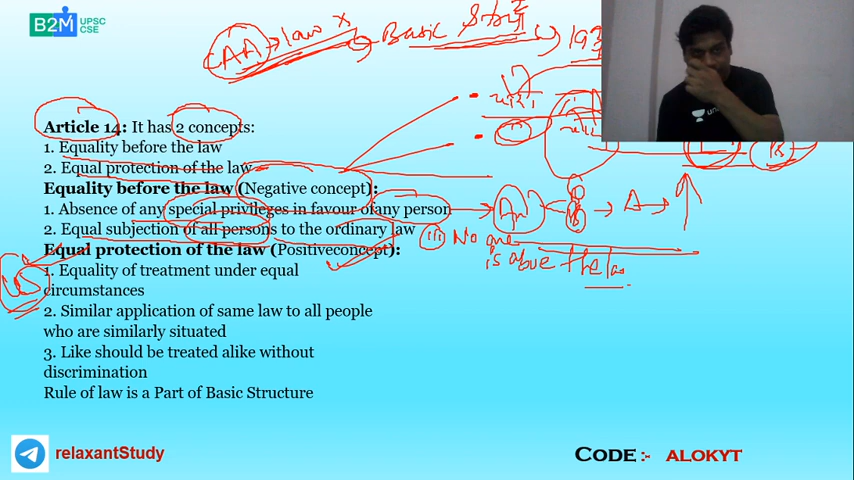 B2M UPSC CSE
CAA → law x Basic
Article 14: It has 2 concepts:
1. Equality before the law
2. Equal protection of the law
Equality before the law (Negative concept):
1. Absence of any special privileges in favour of any person
2. Equal subjection of all persons to the ordinary law
(iii) No one
is above the law
Equal protection of the law (Positiveconcept):
US
1. Equality of treatment under equal
circumstances
2. Similar application of same law to all people
who are similarly situated
3. Like should be treated alike without
discrimination
Rule of law is a Part of Basic Structure
relaxantStudy
CODE :- ALOKYT